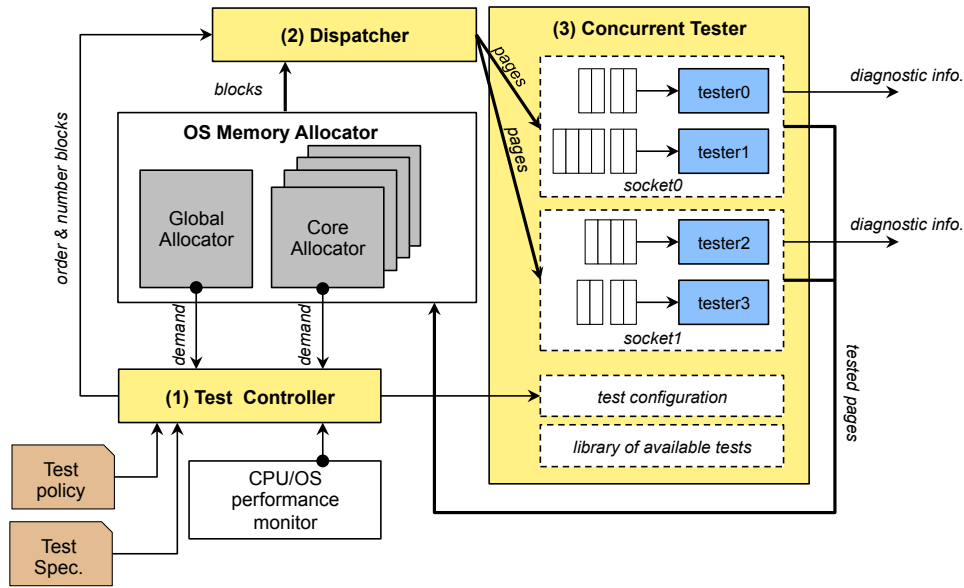 (2) Dispatcher
(3) Concurrent Tester
pages
pages
blocks
order & number blocks
OS Memory Allocator
Global
Allocator
Core
Allocator
demand
demand
tester0
tester1
socket0
tester2
tester3
socket1
diagnostic info.
diagnostic info.
tested pages
(1) Test Controller
test configuration
library of available tests
Test
policy
Test
Spec.
CPU/OS
performance
monitor